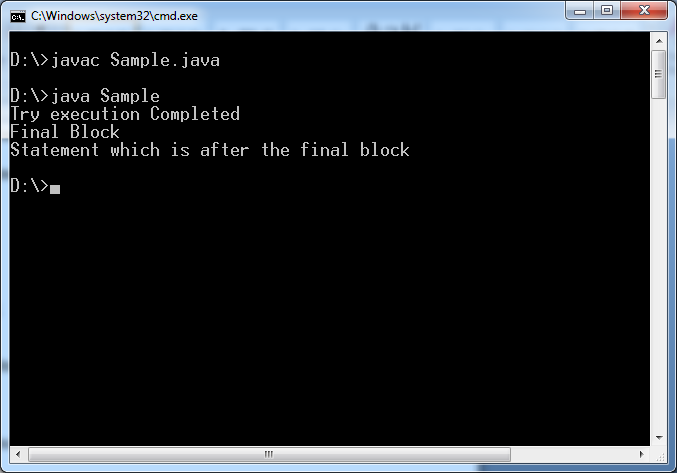 C:\Windows\system32\cmd.exe
D:\>javac Sample.java
D:\>java Sample
Try execution Completed
Final Block
Statement which is after the final block
D:\>